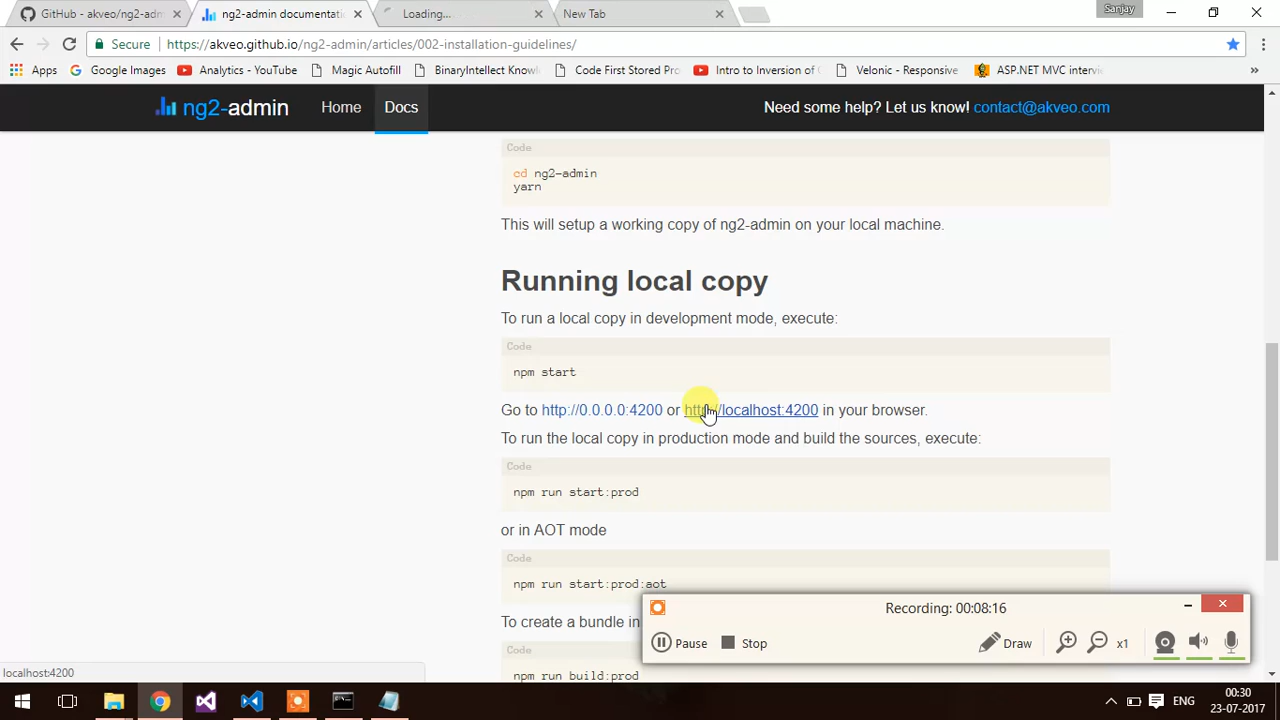 GitHub - akveo/ng2-adm
ng2-admin documentati
Loading...
New Tab
Sanjay
Secure
https://akveo.github.io/ng2-admin/articles/002-installation-guidelines/
Apps
Google Images
Analytics - YouTube
Magic Autofill
BinaryIntellect Know
Code First Stored Pro
Intro to Invasion of
Velonic - Responsive
ASP.NET MVC intervi
»
ng2-admin
Home
Docs
Need some help? Let us know! contact@akveo.com
Code
cd ng2-admin
yarn
This will setup a working copy of ng2-admin on your local machine.
Running local copy
To run a local copy in development mode, execute:
Code
npm start
Go to http://0.0.0.0:4200 or http://localhost:4200 in your browser.
To run the local copy in production mode and build the sources, execute:
Code
npm run start:prod
or in AOT mode
Code
npm run start:prod:aot
To create a bundle in
Code
npm run build:prod
Recording: 00:08:16
Pause
Stop
Draw
x1
localhost:4200
ENG
00:30
23-07-2017